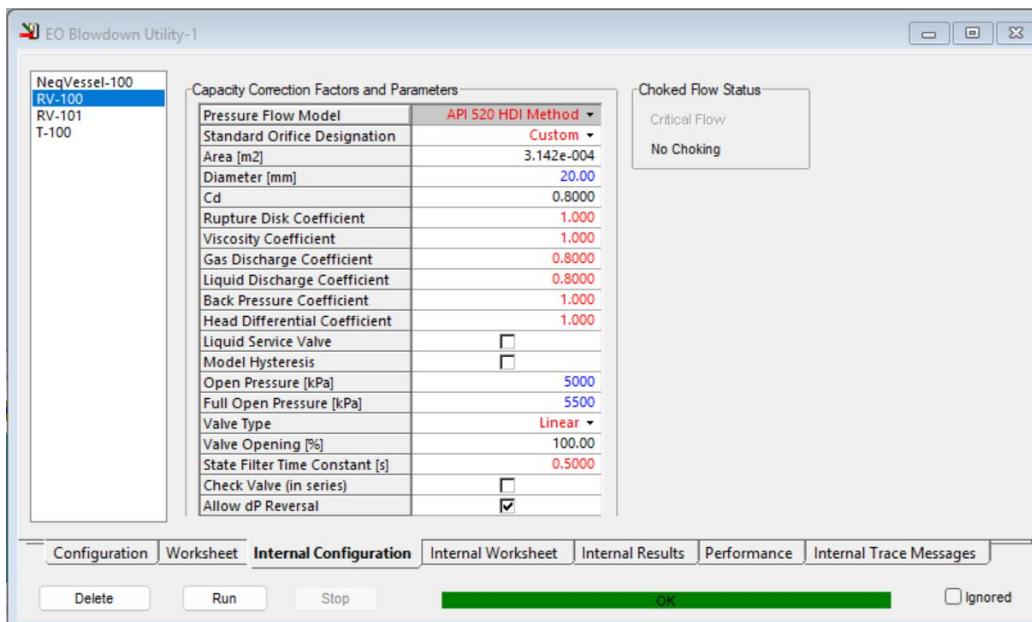 EO Blowdown Utility-1
NeqVessel-100
RV-100
RV-101
T-100
Capacity Correction Factors and Parameters
Pressure Flow Model API 520 HDI Method
Standard Orifice Designation Custom
Area [m2] 3.142e-004
Diameter [mm] 20.00
Cd 0.8000
Rupture Disk Coefficient 1.000
Viscosity Coefficient 1.000
Gas Discharge Coefficient 0.8000
Liquid Discharge Coefficient 0.8000
Back Pressure Coefficient 1.000
Head Differential Coefficient 1.000
Liquid Service Valve
Model Hysteresis
Open Pressure [kPa] 5000
Full Open Pressure [kPa] 5500
Valve Type Linear
Valve Opening [%] 100.00
State Filter Time Constant [s] 0.5000
Check Valve (in series)
Allow dP Reversal
Choked Flow Status
Critical Flow
No Choking
Configuration Worksheet Internal Configuration Internal Worksheet Internal Results Performance Internal Trace Messages
Delete Run Stop OK Ignored